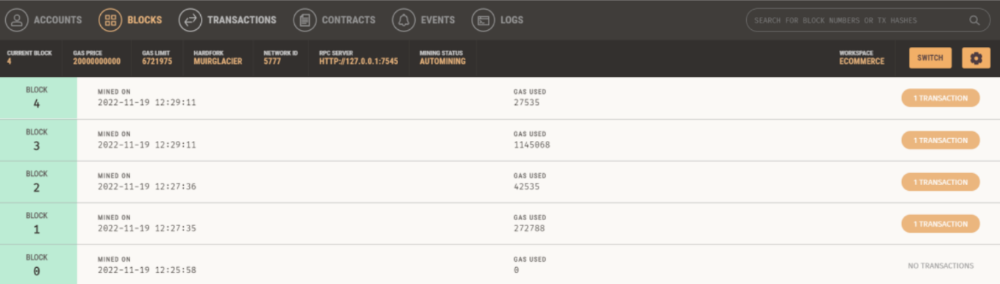 ACCOUNTS BLOCKS TRANSACTIONS CONTRACTS EVENTS LOGS SEARCH FOR BLOCK NUMBERS OR TX HASHES
CURRENT BLOCK GAS PRICE GAS LIMIT HARDFORK NETWORK ID RPC SERVER MINING STATUS WORKSPACE
4 20000000000 6721975 MUIRGLACIER 5777 HTTP://127.0.0.1:7545 AUTOMINING ECOMMERCE SWITCH
BLOCK MINED ON GAS USED
4 2022-11-19 12:29:11 27535 1 TRANSACTION
BLOCK MINED ON GAS USED
3 2022-11-19 12:29:11 1145068 1 TRANSACTION
BLOCK MINED ON GAS USED
2 2022-11-19 12:27:36 42535 1 TRANSACTION
BLOCK MINED ON GAS USED
1 2022-11-19 12:27:35 272788 1 TRANSACTION
BLOCK MINED ON GAS USED
0 2022-11-19 12:25:58 0 NO TRANSACTIONS